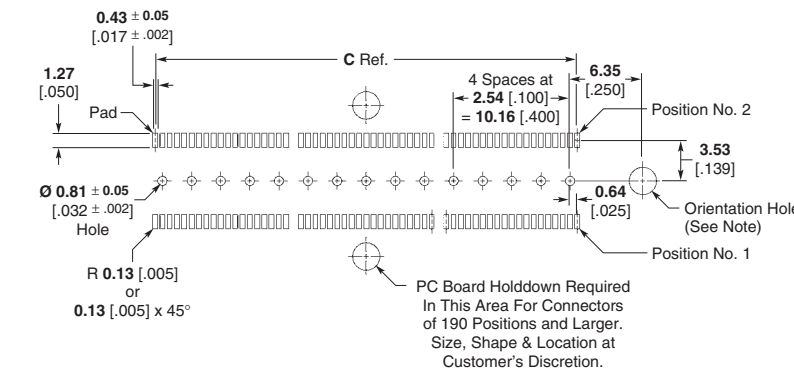 0.43 ± 0.05
[.017 ± .002]
C Ref.
1.27
[.050]
4 Spaces at
2.54 [.100]
= 10.16 [.400]
6.35
[.250]
Pad
Position No. 2
3.53
[.139]
Ø 0.81 ± 0.05
[.032 ± .002]
Hole
0.64
[.025]
Orientation Hole
(See Note)
Position No. 1
R 0.13 [.005]
or
0.13 [.005] x 45°
PC Board Holddown Required
In This Area For Connectors
of 190 Positions and Larger.
Size, Shape & Location at
Customer's Discretion.